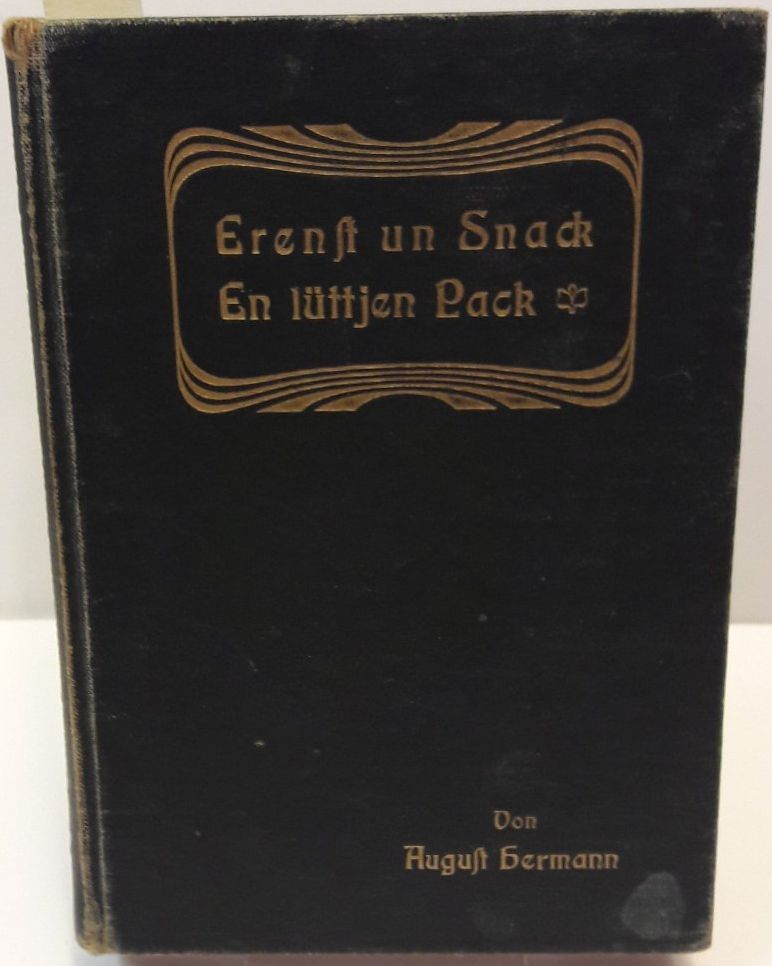 Erenſt un Snack
En lüttjen Pack
Von
Auguſt Hermann